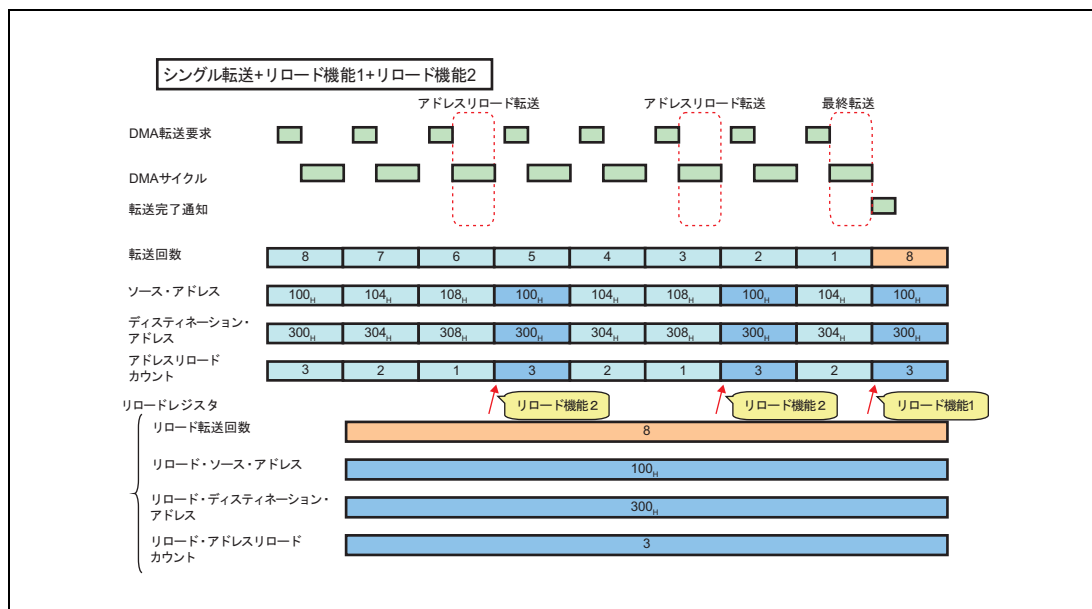 シングル転送+リロード機能1+リロード機能2
アドレスリロード転送 アドレスリロード転送 最終転送
DMA転送要求
DMAサイクル
転送完了通知
転送回数 8 7 6 5 4 3 2 1 8
ソース・アドレス 100H 104H 108H 100H 104H 108H 100H 104H 100H
ディスティネーション・
アドレス 300H 304H 308H 300H 304H 308H 300H 304H 300H
アドレスリロード
カウント 3 2 1 3 2 1 3 2 3
リロード機能2 リロード機能2 リロード機能1
リロードレジスタ
リロード転送回数 8
リロード・ソース・アドレス 100H
リロード・ディスティネーション・
アドレス 300H
リロード・アドレスリロード
カウント 3